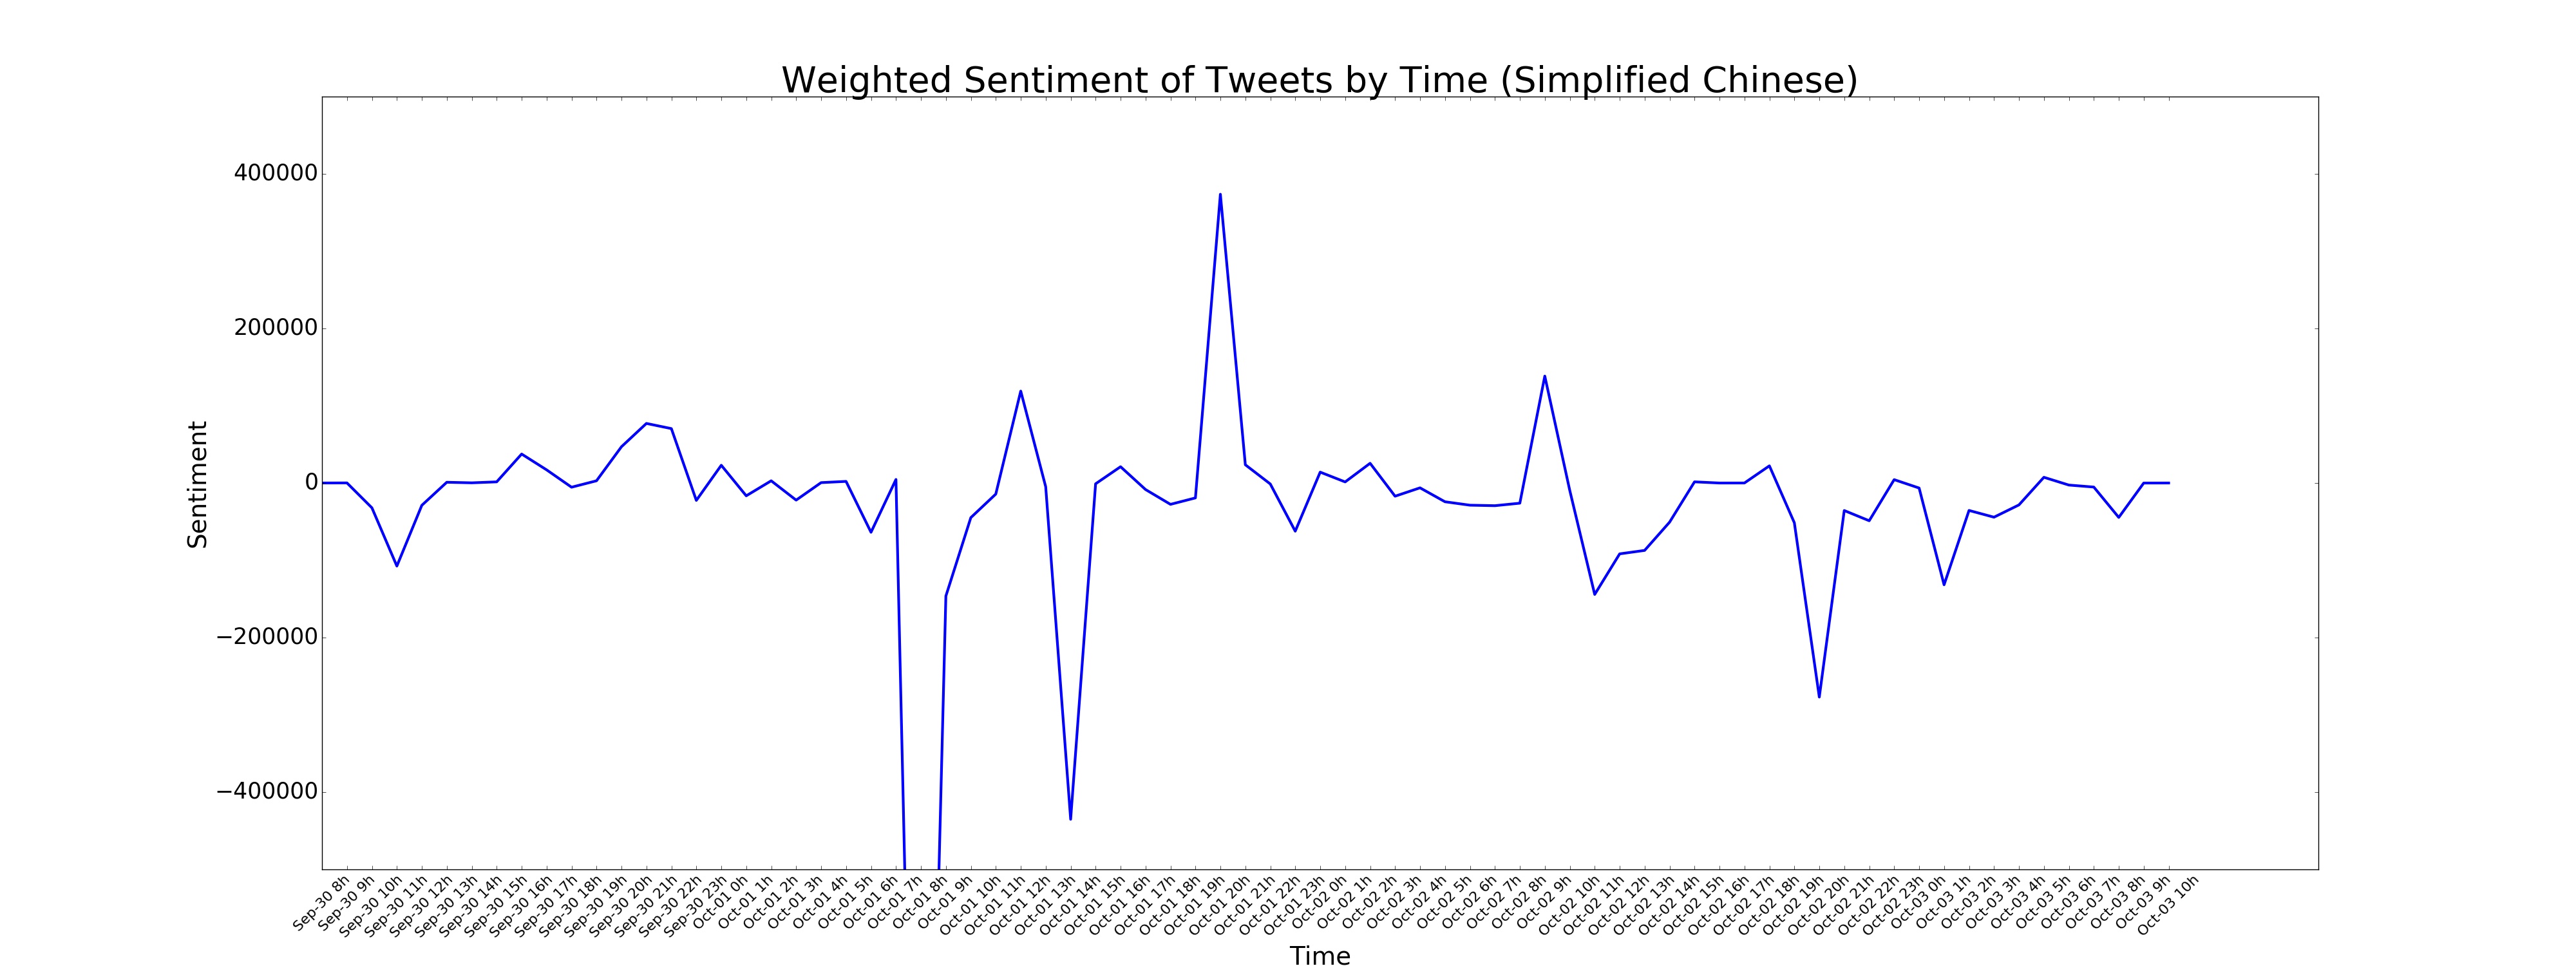 Weighted Sentiment of Tweets by Time (Simplified Chinese)
400000
200000
0
−200000
−400000
Sentiment
Sep-30 8h
Sep-30 9h
Sep-30 10h
Sep-30 11h
Sep-30 12h
Sep-30 13h
Sep-30 14h
Sep-30 15h
Sep-30 16h
Sep-30 17h
Sep-30 18h
Sep-30 19h
Sep-30 20h
Sep-30 21h
Sep-30 22h
Sep-30 23h
Oct-01 0h
Oct-01 1h
Oct-01 2h
Oct-01 3h
Oct-01 4h
Oct-01 5h
Oct-01 6h
Oct-01 7h
Oct-01 8h
Oct-01 9h
Oct-01 10h
Oct-01 11h
Oct-01 12h
Oct-01 13h
Oct-01 14h
Oct-01 15h
Oct-01 16h
Oct-01 17h
Oct-01 18h
Oct-01 19h
Oct-01 20h
Oct-01 21h
Oct-01 22h
Oct-01 23h
Oct-02 0h
Oct-02 1h
Oct-02 2h
Oct-02 3h
Oct-02 4h
Oct-02 5h
Oct-02 6h
Oct-02 7h
Oct-02 8h
Oct-02 9h
Oct-02 10h
Oct-02 11h
Oct-02 12h
Oct-02 13h
Oct-02 14h
Oct-02 15h
Oct-02 16h
Oct-02 17h
Oct-02 18h
Oct-02 19h
Oct-02 20h
Oct-02 21h
Oct-02 22h
Oct-02 23h
Oct-03 0h
Oct-03 1h
Oct-03 2h
Oct-03 3h
Oct-03 4h
Oct-03 5h
Oct-03 6h
Oct-03 7h
Oct-03 8h
Oct-03 9h
Oct-03 10h
Time